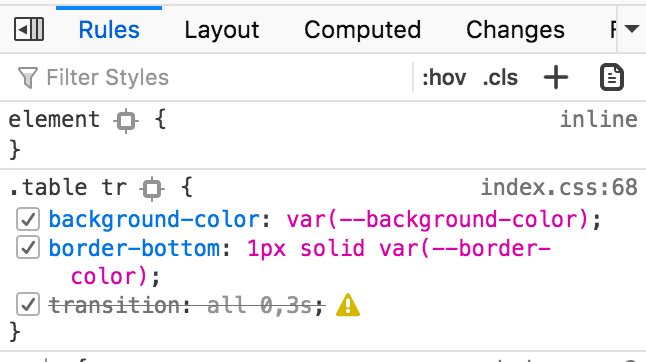 Rules Layout Computed Changes
Filter Styles :hov .cls
element { inline
}
.table tr { index.css:68
background-color: var(--background-color);
border-bottom: 1px solid var(--border-
color);
transition: all 0,3s;
}